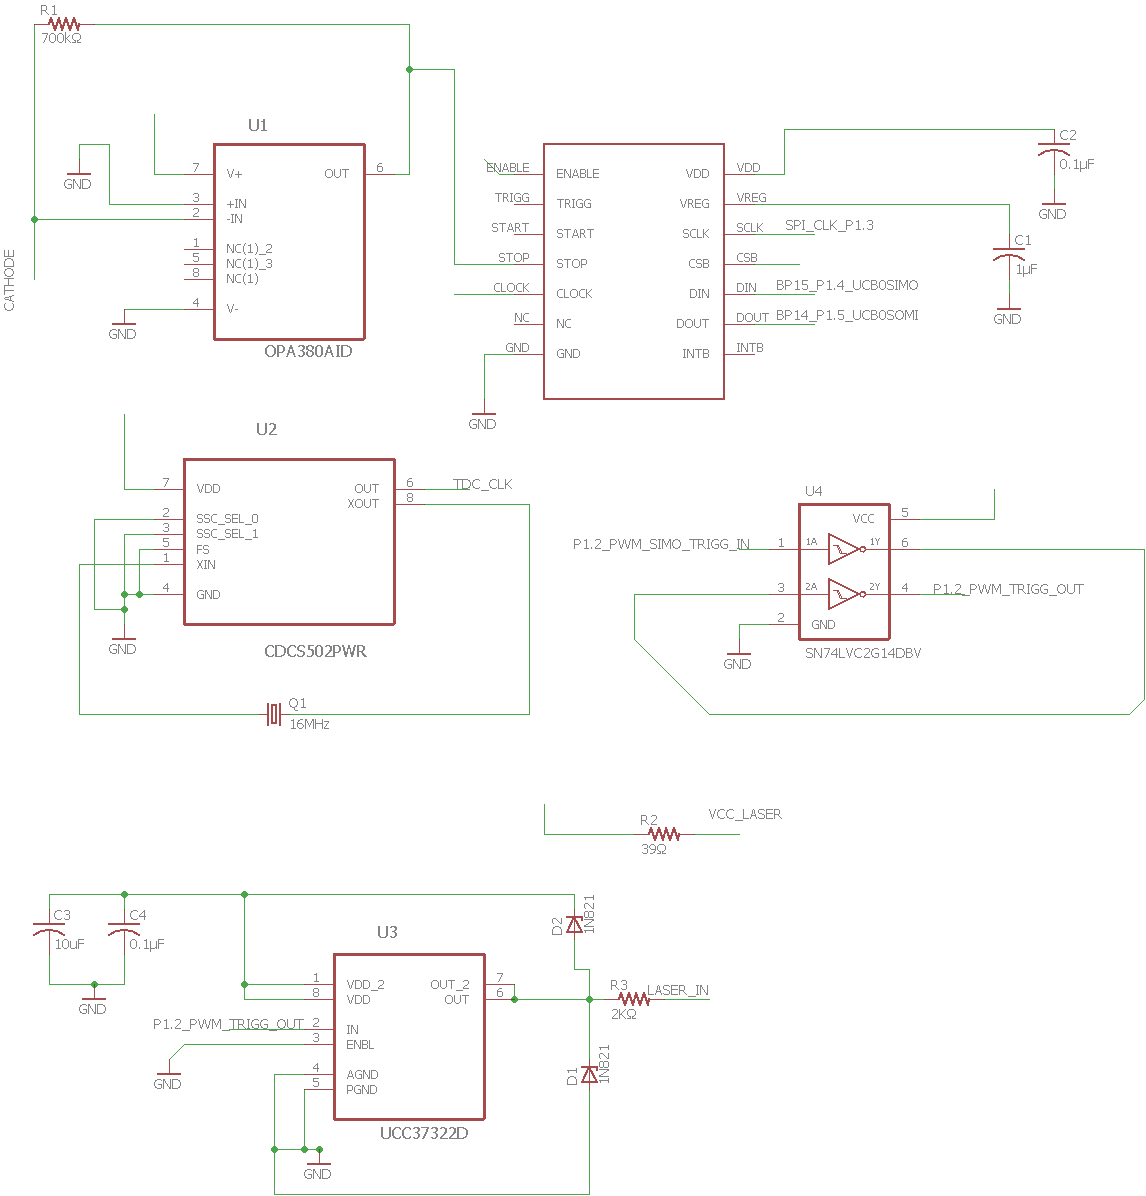 R1
700kΩ
CATHODE
U1
GND
7
V+
OUT
6
3
+IN
2
-IN
1
NC(1)_2
5
NC(1)_3
8
NC(1)
4
V-
GND
OPA380AID
ENABLE
ENABLE
TRIGG
TRIGG
START
START
STOP
STOP
CLOCK
CLOCK
NC
NC
GND
GND
GND
VDD
VDD
VREG
VREG
SCLK
SCLK
SPI_CLK_P1.3
CSB
CSB
DIN
DIN
BP15_P1.4_UCB0SIMO
DOUT
DOUT
BP14_P1.5_UCB0SOMI
INTB
INTB
C2
0.1µF
GND
C1
1µF
GND
U2
7
VDD
OUT
6
TDC_CLK
XOUT
8
2
SSC_SEL_0
3
SSC_SEL_1
5
FS
1
XIN
4
GND
GND
CDCS502PWR
Q1
16MHz
U4
VCC
5
P1.2_PWM_SIMO_TRIGG_IN
1
1A
1Y
6
3
2A
2Y
4
P1.2_PWM_TRIGG_OUT
2
GND
GND
SN74LVC2G14DBV
R2
39Ω
VCC_LASER
C3
10uF
C4
0.1µF
GND
U3
D2
1N821
1
VDD_2
OUT_2
7
8
VDD
OUT
6
R3
2KΩ
LASER_IN
P1.2_PWM_TRIGG_OUT
2
IN
3
ENBL
GND
4
AGND
5
PGND
D1
1N821
UCC37322D
GND